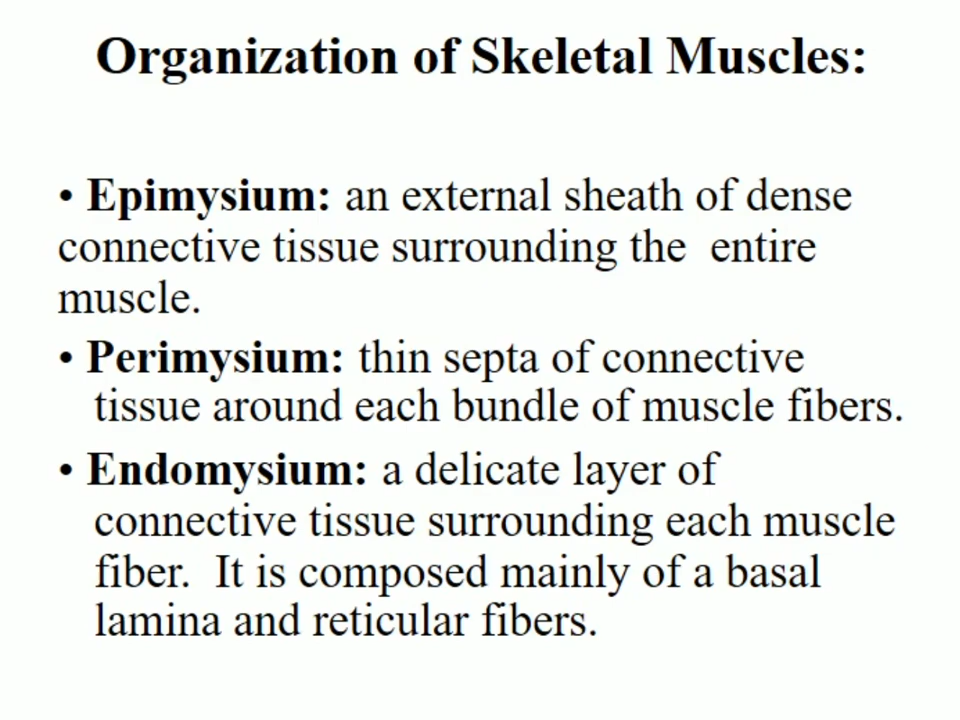 Organization of Skeletal Muscles:
• Epimysium: an external sheath of dense
connective tissue surrounding the  entire
muscle.
• Perimysium: thin septa of connective
tissue around each bundle of muscle fibers.
• Endomysium: a delicate layer of
connective tissue surrounding each muscle
fiber.  It is composed mainly of a basal
lamina and reticular fibers.